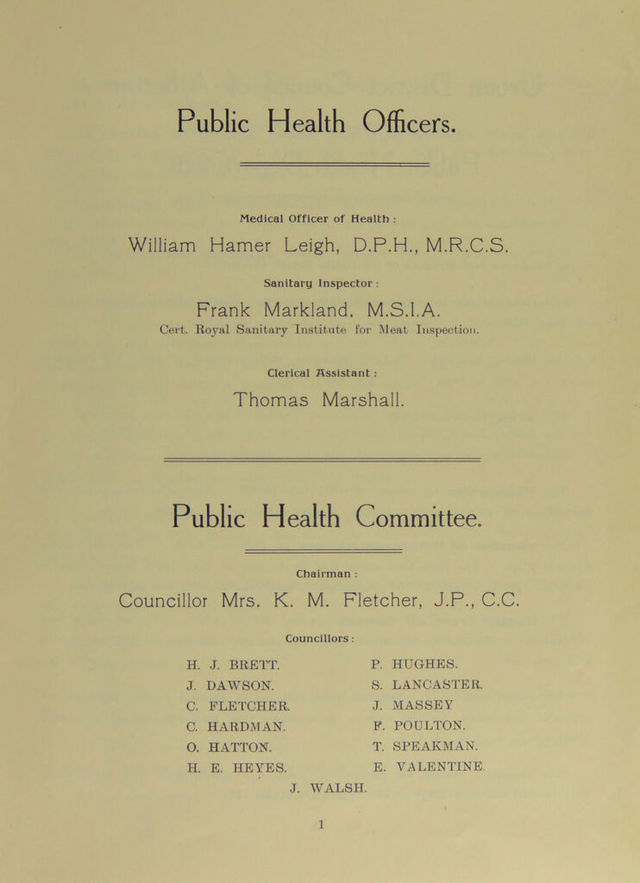 Public Health Officers.
Medical Officer of Health :
William Hamer Leigh, D.P.H., M.R.C.S.
Sanitary Inspector :
Frank Markland, M.S.I.A.
Cert. Royal Sanitary Institute for Meat Inspection.
Clerical Assistant :
Thomas Marshall.
Public Health Committee.
Chairman :
Councillor Mrs. K. M. Fletcher, J.P., C.C.
Councillors :
H. J. BRETT.
J. DAWSON.
C. FLETCHER.
C. HARDMAN.
O. HATTON.
H. E. HEYES.
P. HUGHES.
S. LANCASTER.
J. MASSEY
F. POULTON.
T. SPEAKMAN.
E. VALENTINE.
J. WALSH.
1